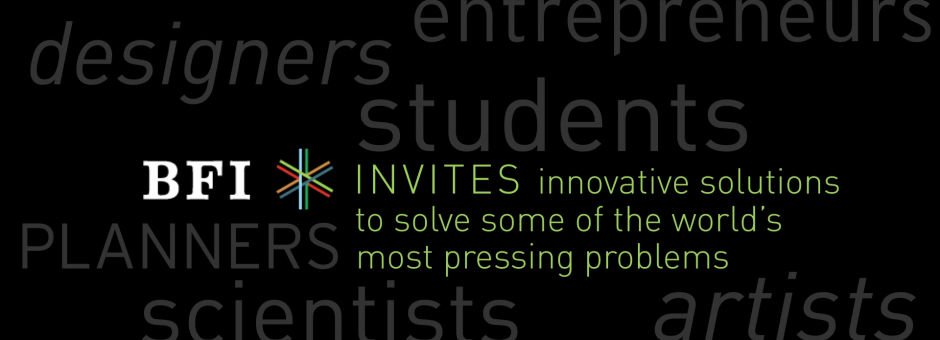 entrepreneurs
designers
students
BFI INVITES innovative solutions
to solve some of the world's
most pressing problems
PLANNERS
scientists
artists